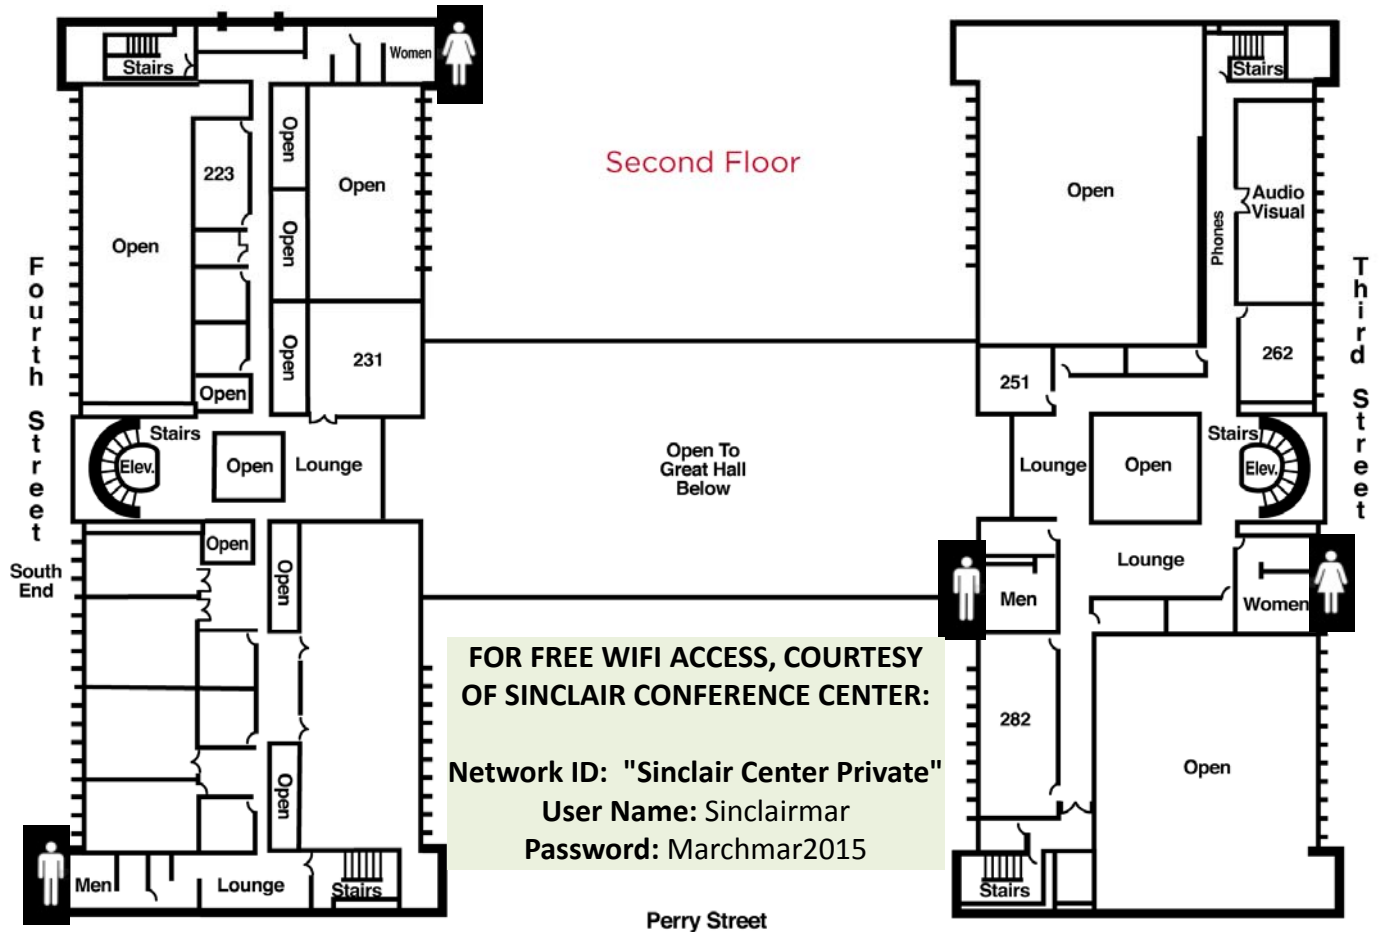 Second Floor
Fourth Street
South
End
Stairs
Women
223
Open
Open
Open
Open
Open
Open
231
Open
Stairs
Elev.
Open
Lounge
Open
Open
Open
Men
Lounge
Stairs
Open To
Great Hall
Below
Stairs
Open
Phones
Audio
Visual
262
251
Third Street
Lounge
Open
Stairs
Elev.
Lounge
Men
Women
282
Open
Stairs
FOR FREE WIFI ACCESS, COURTESY
OF SINCLAIR CONFERENCE CENTER:
Network ID: "Sinclair Center Private"
User Name: Sinclairmar
Password: Marchmar2015
Perry Street